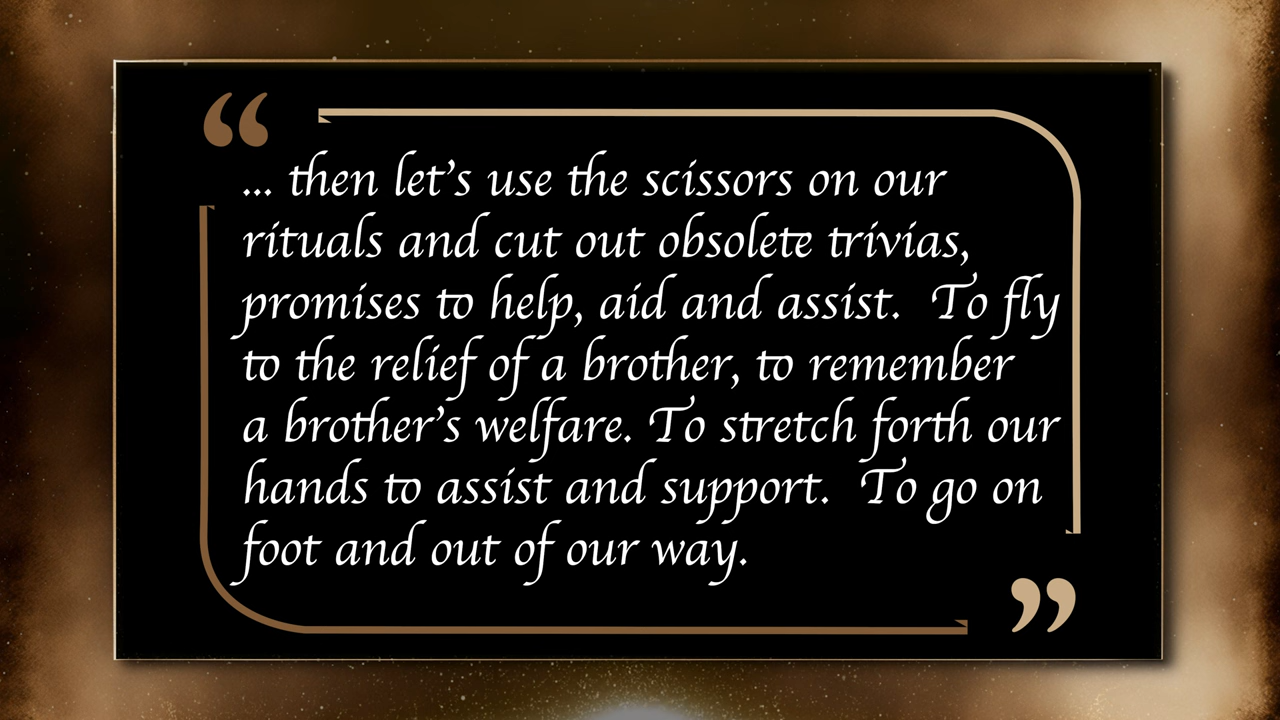 “
... then let’s use the scissors on our
rituals and cut out obsolete trivias,
promises to help, aid and assist.  To fly
to the relief of a brother, to remember
a brother’s welfare. To stretch forth our
hands to assist and support.  To go on
foot and out of our way.
”